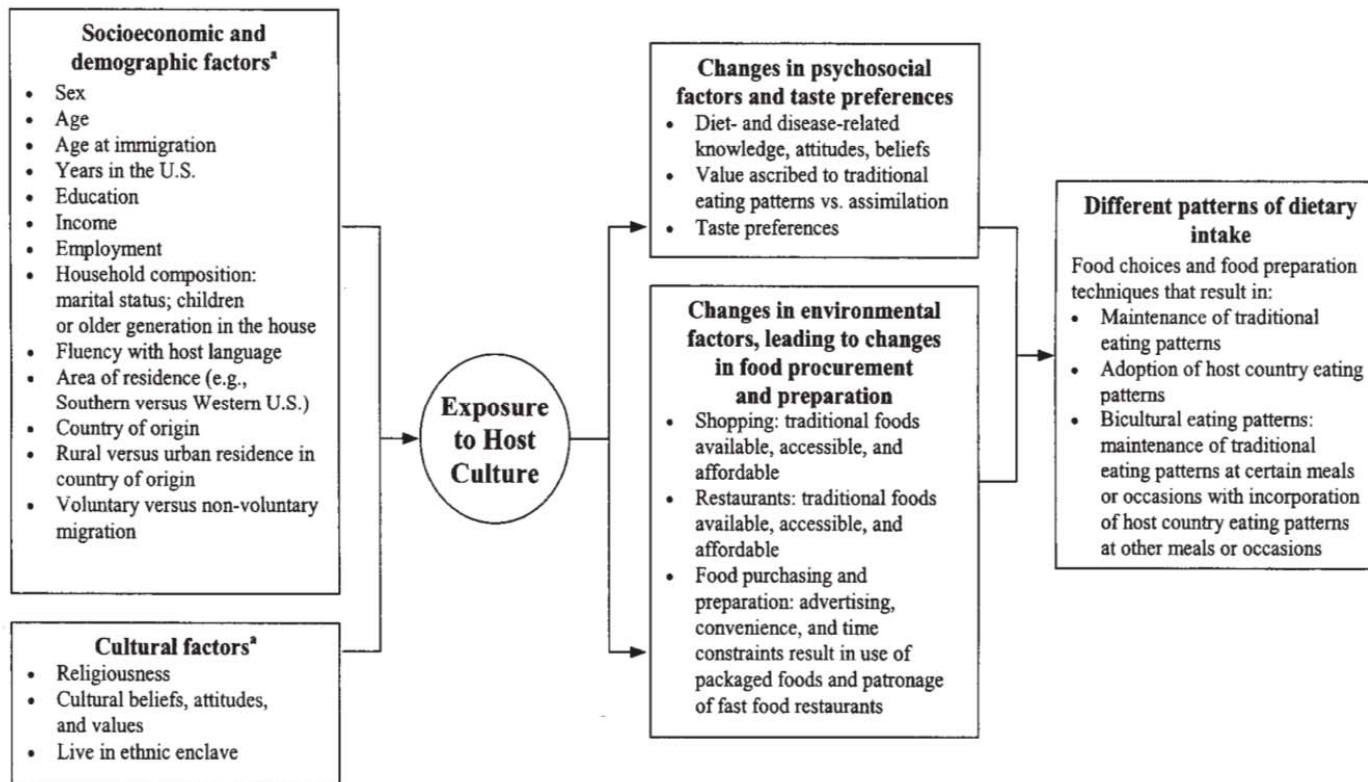 Socioeconomic and
demographic factorsᵃ
• Sex
• Age
• Age at immigration
• Years in the U.S.
• Education
• Income
• Employment
• Household composition:
marital status; children
or older generation in the house
• Fluency with host language
• Area of residence (e.g.,
Southern versus Western U.S.)
• Country of origin
• Rural versus urban residence in
country of origin
• Voluntary versus non-voluntary
migration
Cultural factorsᵃ
• Religiousness
• Cultural beliefs, attitudes,
and values
• Live in ethnic enclave
Exposure
to Host
Culture
Changes in psychosocial
factors and taste preferences
• Diet- and disease-related
knowledge, attitudes, beliefs
• Value ascribed to traditional
eating patterns vs. assimilation
• Taste preferences
Changes in environmental
factors, leading to changes
in food procurement
and preparation
• Shopping: traditional foods
available, accessible, and
affordable
• Restaurants: traditional foods
available, accessible, and
affordable
• Food purchasing and
preparation: advertising,
convenience, and time
constraints result in use of
packaged foods and patronage
of fast food restaurants
Different patterns of dietary
intake
Food choices and food preparation
techniques that result in:
• Maintenance of traditional
eating patterns
• Adoption of host country eating
patterns
• Bicultural eating patterns:
maintenance of traditional
eating patterns at certain meals
or occasions with incorporation
of host country eating patterns
at other meals or occasions